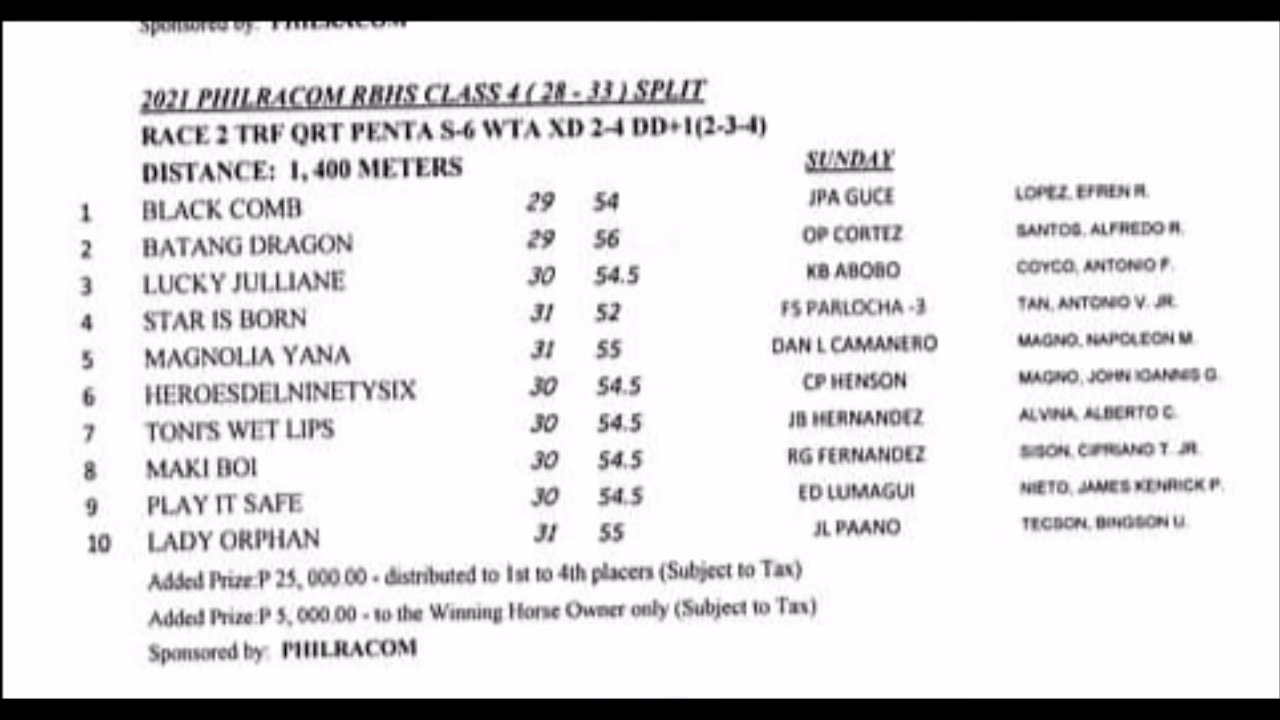 Sponsored by: PHILRACOM
2021 PHILRACOM RBHS CLASS 4 ( 28 - 33 ) SPLIT
RACE 2 TRF QRT PENTA S-6 WTA XD 2-4 DD+1(2-3-4)
DISTANCE: 1, 400 METERS SUNDAY
1 BLACK COMB 29 54 JPA GUCE LOPEZ, EFREN R.
2 BATANG DRAGON 29 56 OP CORTEZ SANTOS, ALFREDO R.
3 LUCKY JULLIANE 30 54.5 KB ABOBO COYCO, ANTONIO F.
4 STAR IS BORN 31 52 FS PARLOCHA -3 TAN, ANTONIO V. JR.
5 MAGNOLIA YANA 31 55 DAN L CAMANERO MAGNO, NAPOLEON M.
6 HEROESDELNINETYSIX 30 54.5 CP HENSON MAGNO, JOHN IOANNIS G.
7 TONI'S WET LIPS 30 54.5 JB HERNANDEZ ALVINA, ALBERTO C.
8 MAKI BOI 30 54.5 RG FERNANDEZ SISON, CIPRIANO T. JR.
9 PLAY IT SAFE 30 54.5 ED LUMAGUI NIETO, JAMES KENRICK P.
10 LADY ORPHAN 31 55 JL PAANO TECSON, BINGSON U.
Added Prize:P 25, 000.00 - distributed to 1st to 4th placers (Subject to Tax)
Added Prize:P 5, 000.00 - to the Winning Horse Owner only (Subject to Tax)
Sponsored by: PHILRACOM